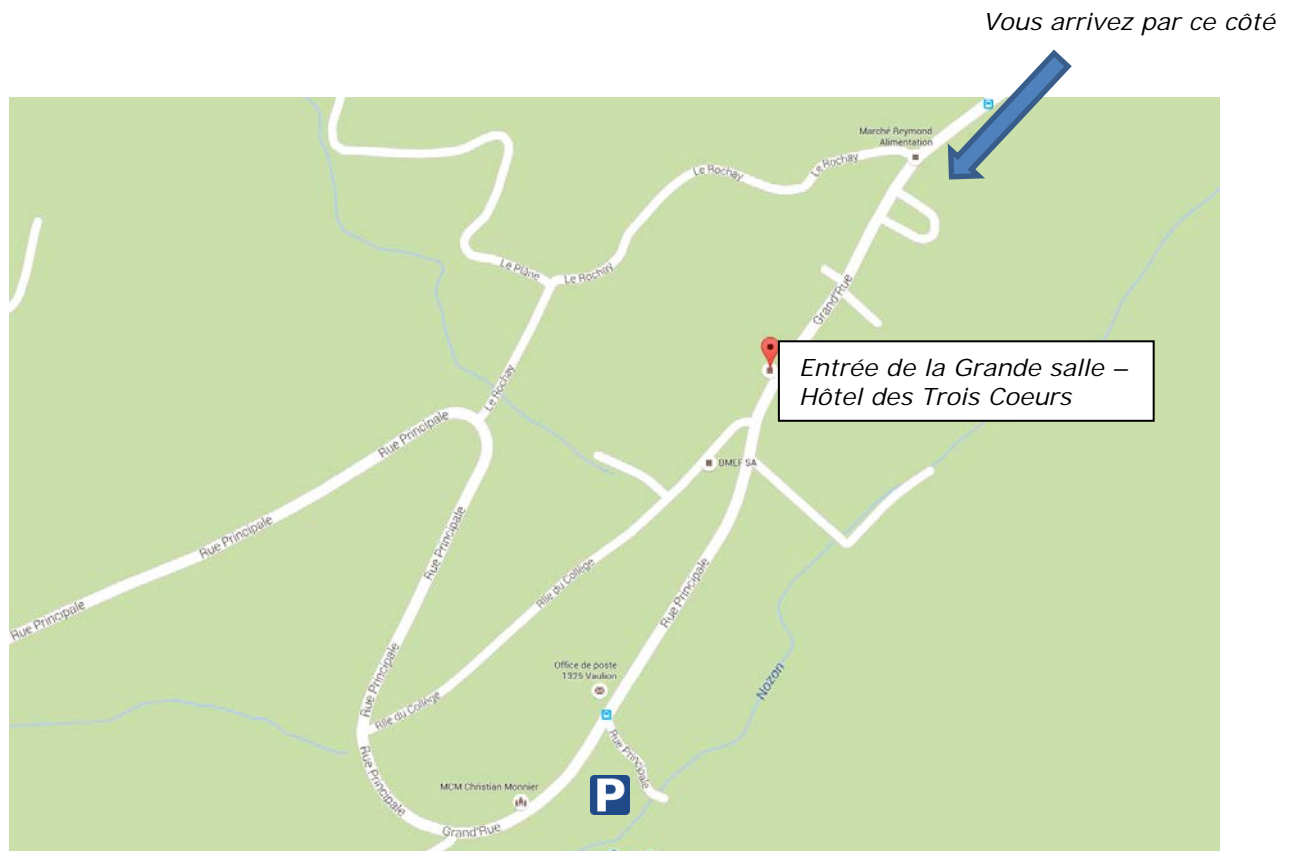 Vous arrivez par ce côté
Marché Reymond
Alimentation
Le Rochay
Le Rochay
Le Plâne
Le Rochay
Grand'Rue
Entrée de la Grande salle –
Hôtel des Trois Coeurs
Le Rochay
Rue Principale
BMEF SA
Rue Principale
Rue Principale
Rue du Collège
Rue Principale
Rue Principale
Office de poste
1325 Vaulion
Nozon
Rue Principale
Rue du Collège
Rue Principale
Rue Principale
MCM Christian Monnier
P
Grand'Rue